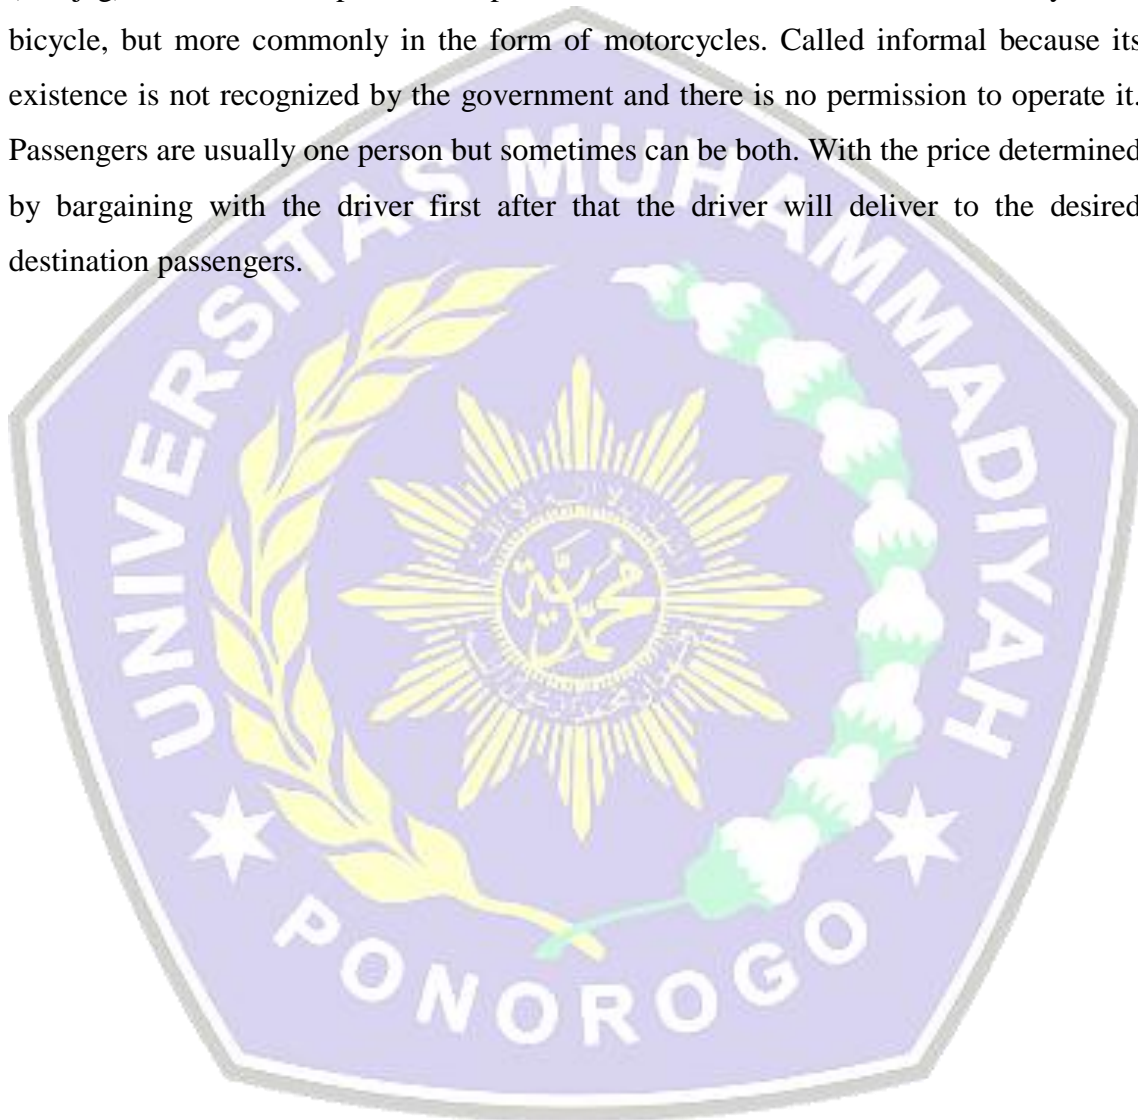 bicycle, but more commonly in the form of motorcycles. Called informal because its
existence is not recognized by the government and there is no permission to operate it.
Passengers are usually one person but sometimes can be both. With the price determined
by bargaining with the driver first after that the driver will deliver to the desired
destination passengers.
UNIVERSITAS MUHAMMADIYAH
محمدية
PONOROGO